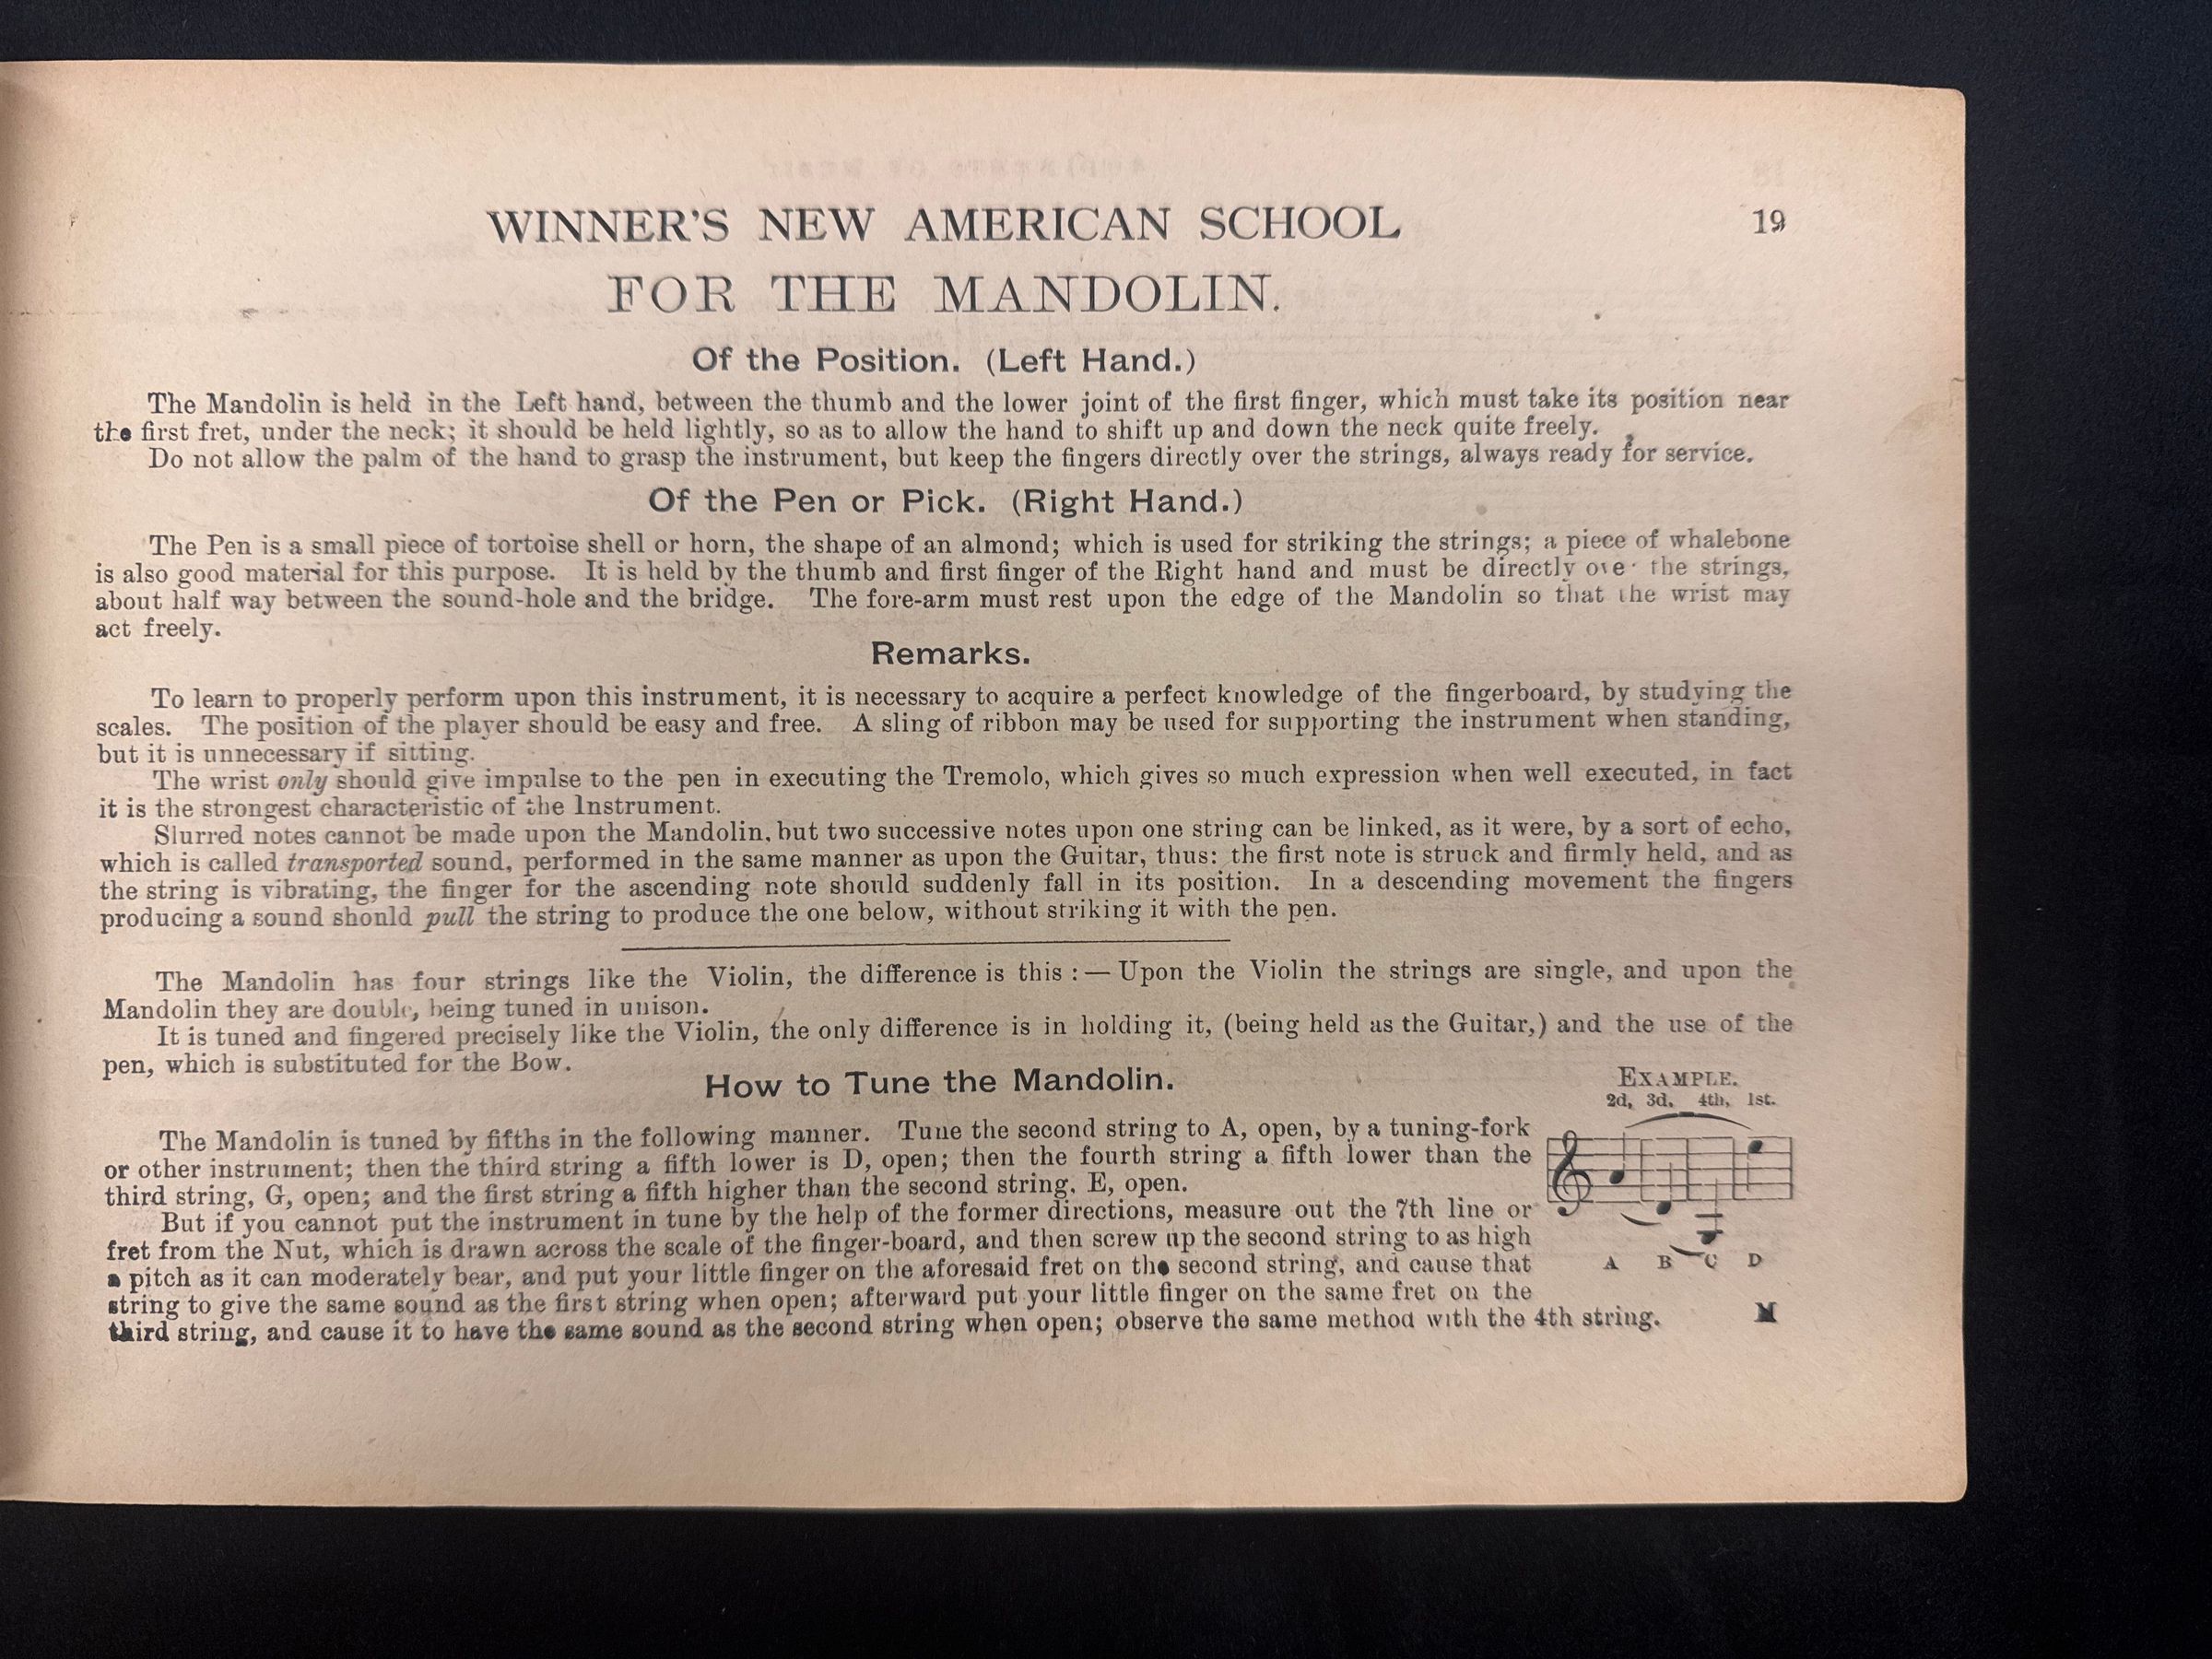 WINNER'S NEW AMERICAN SCHOOL
19
FOR THE MANDOLIN.
Of the Position. (Left Hand.)
The Mandolin is held in the Left hand, between the thumb and the lower joint of the first finger, which must take its position near
the first fret, under the neck; it should be held lightly, so as to allow the hand to shift up and down the neck quite freely.
Do not allow the palm of the hand to grasp the instrument, but keep the fingers directly over the strings, always ready for service.
Of the Pen or Pick. (Right Hand.)
The Pen is a small piece of tortoise shell or horn, the shape of an almond; which is used for striking the strings; a piece of whalebone
is also good material for this purpose. It is held by the thumb and first finger of the Right hand and must be directly over the strings,
about half way between the sound-hole and the bridge. The fore-arm must rest upon the edge of the Mandolin so that the wrist may
act freely.
Remarks.
To learn to properly perform upon this instrument, it is necessary to acquire a perfect knowledge of the fingerboard, by studying the
scales. The position of the player should be easy and free. A sling of ribbon may be used for supporting the instrument when standing,
but it is unnecessary if sitting.
The wrist only should give impulse to the pen in executing the Tremolo, which gives so much expression when well executed, in fact
it is the strongest characteristic of the Instrument.
Slurred notes cannot be made upon the Mandolin, but two successive notes upon one string can be linked, as it were, by a sort of echo,
which is called transported sound, performed in the same manner as upon the Guitar, thus: the first note is struck and firmly held, and as
the string is vibrating, the finger for the ascending note should suddenly fall in its position. In a descending movement the fingers
producing a sound should pull the string to produce the one below, without striking it with the pen.
The Mandolin has four strings like the Violin, the difference is this :— Upon the Violin the strings are single, and upon the
Mandolin they are double, being tuned in unison.
It is tuned and fingered precisely like the Violin, the only difference is in holding it, (being held as the Guitar,) and the use of the
pen, which is substituted for the Bow.
How to Tune the Mandolin.
The Mandolin is tuned by fifths in the following manner. Tune the second string to A, open, by a tuning-fork
or other instrument; then the third string a fifth lower is D, open; then the fourth string a fifth lower than the
third string, G, open; and the first string a fifth higher than the second string, E, open.
But if you cannot put the instrument in tune by the help of the former directions, measure out the 7th line or
fret from the Nut, which is drawn across the scale of the finger-board, and then screw up the second string to as high
a pitch as it can moderately bear, and put your little finger on the aforesaid fret on the second string, and cause that
string to give the same sound as the first string when open; afterward put your little finger on the same fret on the
third string, and cause it to have the same sound as the second string when open; observe the same method with the 4th string.
EXAMPLE.
2d, 3d, 4th, 1st.
A B C D